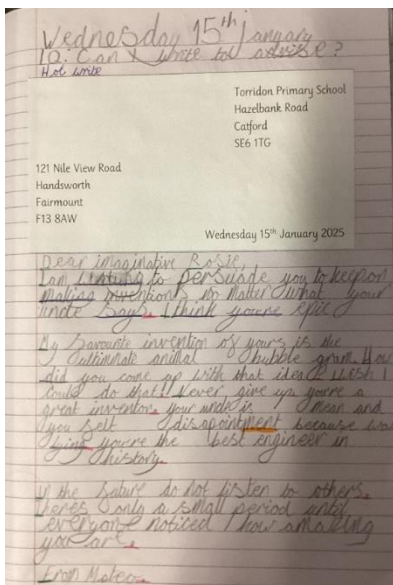 Wednesday 15th January
LQ: Can I write to advise?
Hot write
Torridon Primary School
Hazelbank Road
Catford
SE6 1TG
121 Nile View Road
Handsworth
Fairmount
F13 8AW
Wednesday 15th January 2025
Dear imaginative Rosie,
I am writing to persuade you to keep on
making inventions no matter what your
uncle says. I think you're epic
My favourite invention of yours is the
ultimate animal bubble gram. How
did you come up with that idea? I wish I
could do that! Never give up, you're a
great inventor. your uncle is mean and
you felt disapointment because
lying you're the best engineer in
history.
In the future do not listen to others.
theres only a small period until
everyone noticed how amazing
you are.
From Mateo.